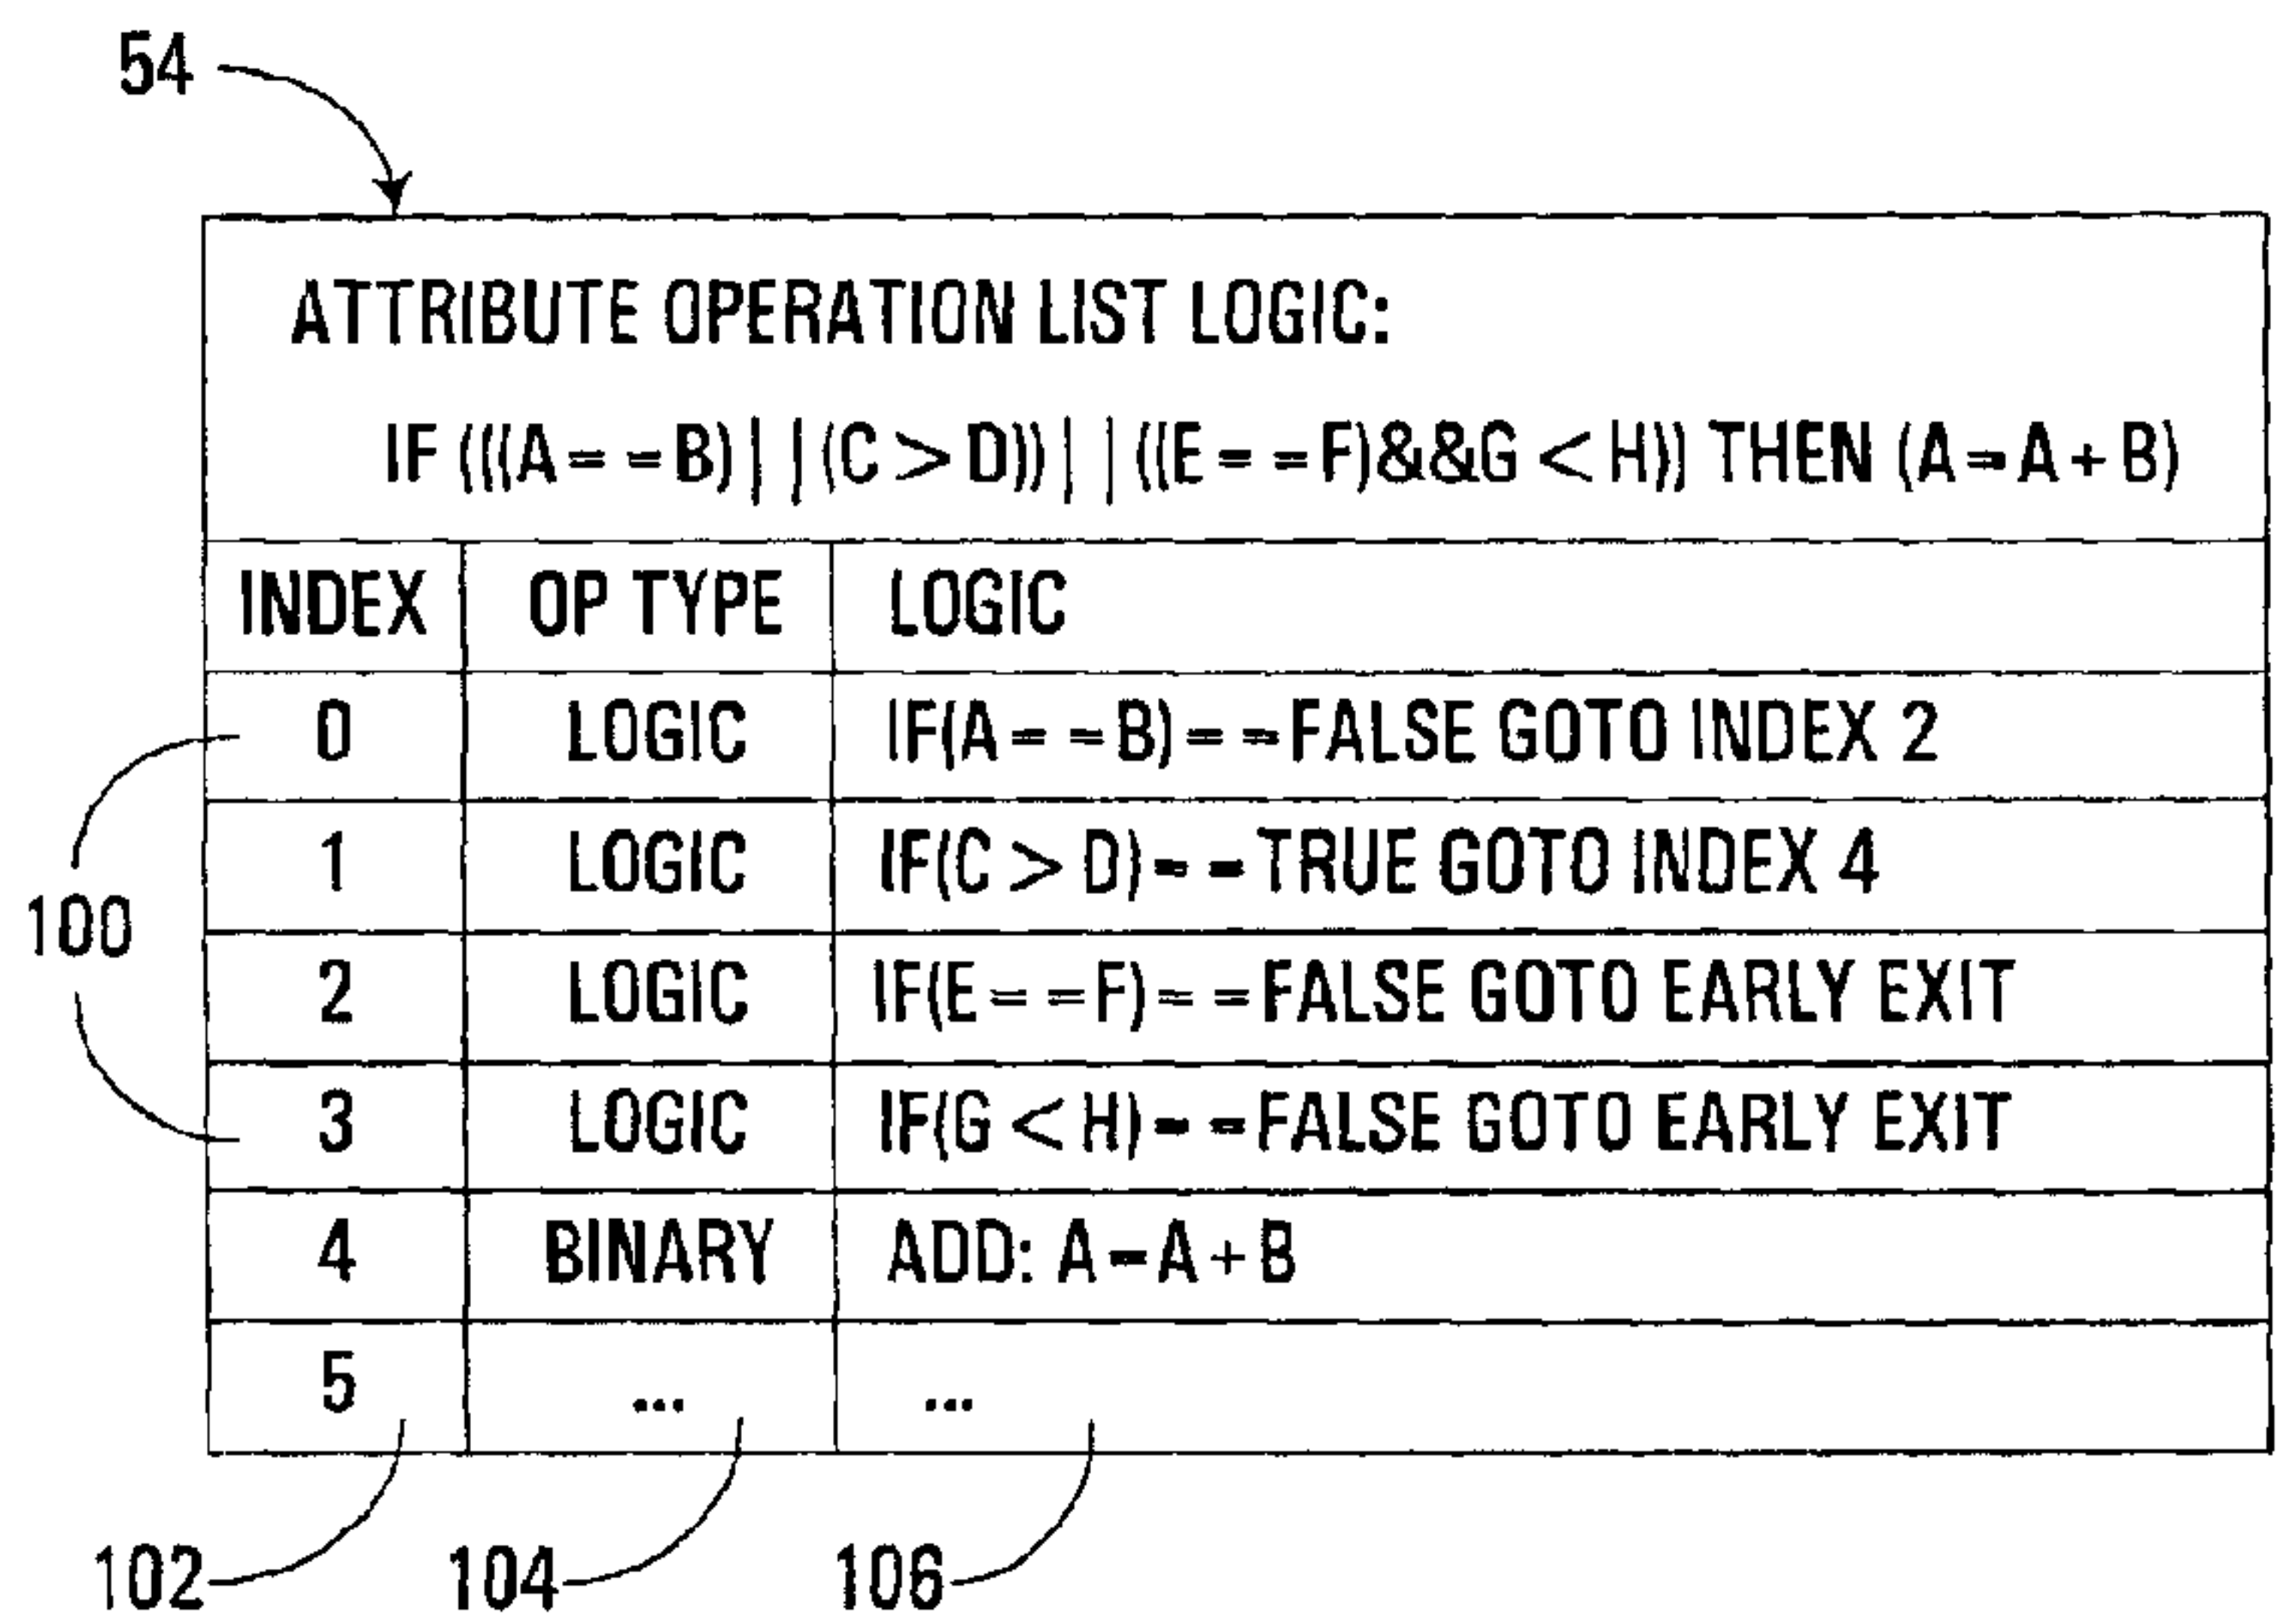 54
ATTRIBUTE OPERATION LIST LOGIC:
IF (((A==B)||(C>D))||((E==F)&&G<H)) THEN (A=A+B)
INDEX OP TYPE LOGIC
0 LOGIC IF(A==B)==FALSE GOTO INDEX 2
1 LOGIC IF(C>D)==TRUE GOTO INDEX 4
2 LOGIC IF(E==F)==FALSE GOTO EARLY EXIT
3 LOGIC IF(G<H)==FALSE GOTO EARLY EXIT
4 BINARY ADD: A=A+B
5 ... ...
100
102 104 106